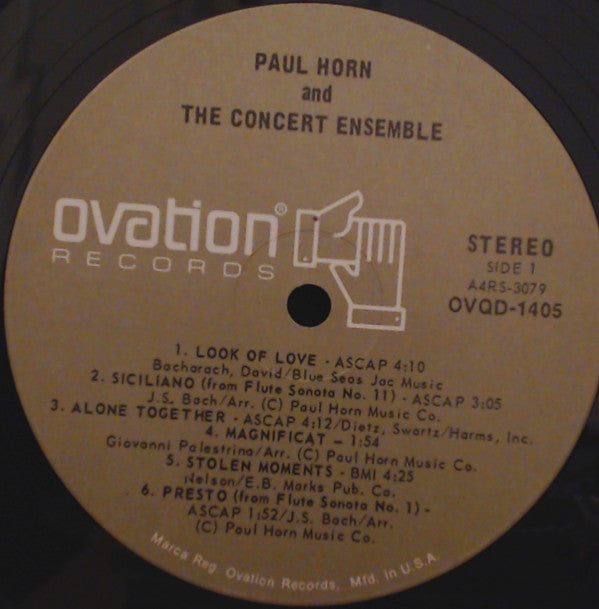 PAUL HORN
and
THE CONCERT ENSEMBLE
ovation®
RECORDS
STEREO
SIDE 1
A4RS-3079
OVQD-1405
1. LOOK OF LOVE - ASCAP 4:10
Bacharach, David/Blue Seas Jac Music
2. SICILIANO (from Flute Sonata No. 11) - ASCAP 3:05
J.S. Bach/Arr. (C) Paul Horn Music Co.
3. ALONE TOGETHER - ASCAP 4:12/Dietz, Swartz/Harms, Inc.
4. MAGNIFICAT - 1:54
Giovanni Palestrina/Arr. (C) Paul Horn Music Co.
5. STOLEN MOMENTS - BMI 4:25
Nelson/E.B. Marks Pub. Co.
6. PRESTO (from Flute Sonata No. 1) -
ASCAP 1:52/J.S. Bach/Arr.
(C) Paul Horn Music Co.
Marca Reg. Ovation Records, Mfd. in U.S.A.